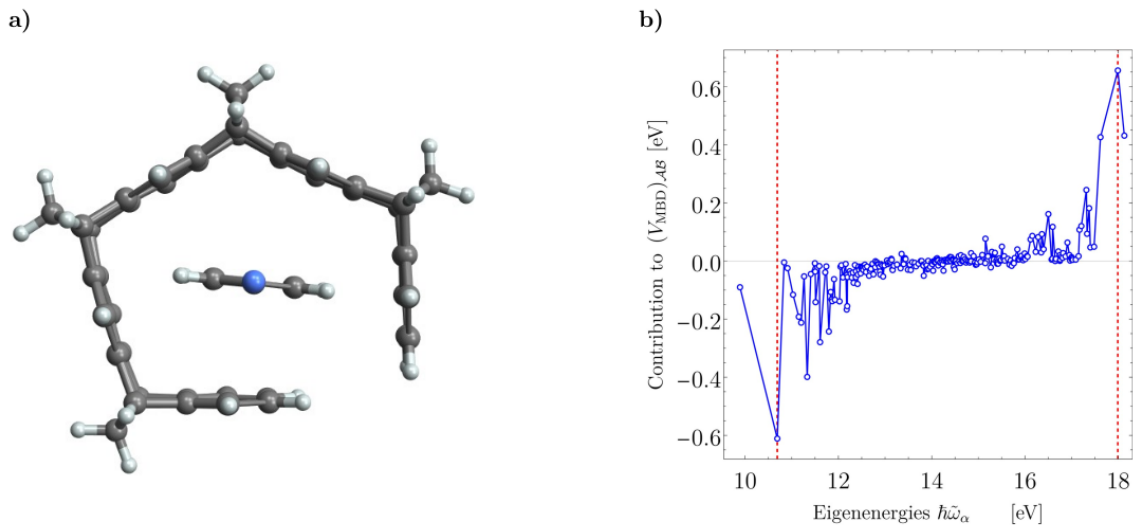 a)
b)
Contribution to (V_MBD)_𝒜ℬ [eV]
0.6
0.4
0.2
0.0
−0.2
−0.4
−0.6
10 12 14 16 18
Eigenenergies ℏω̃_α [eV]